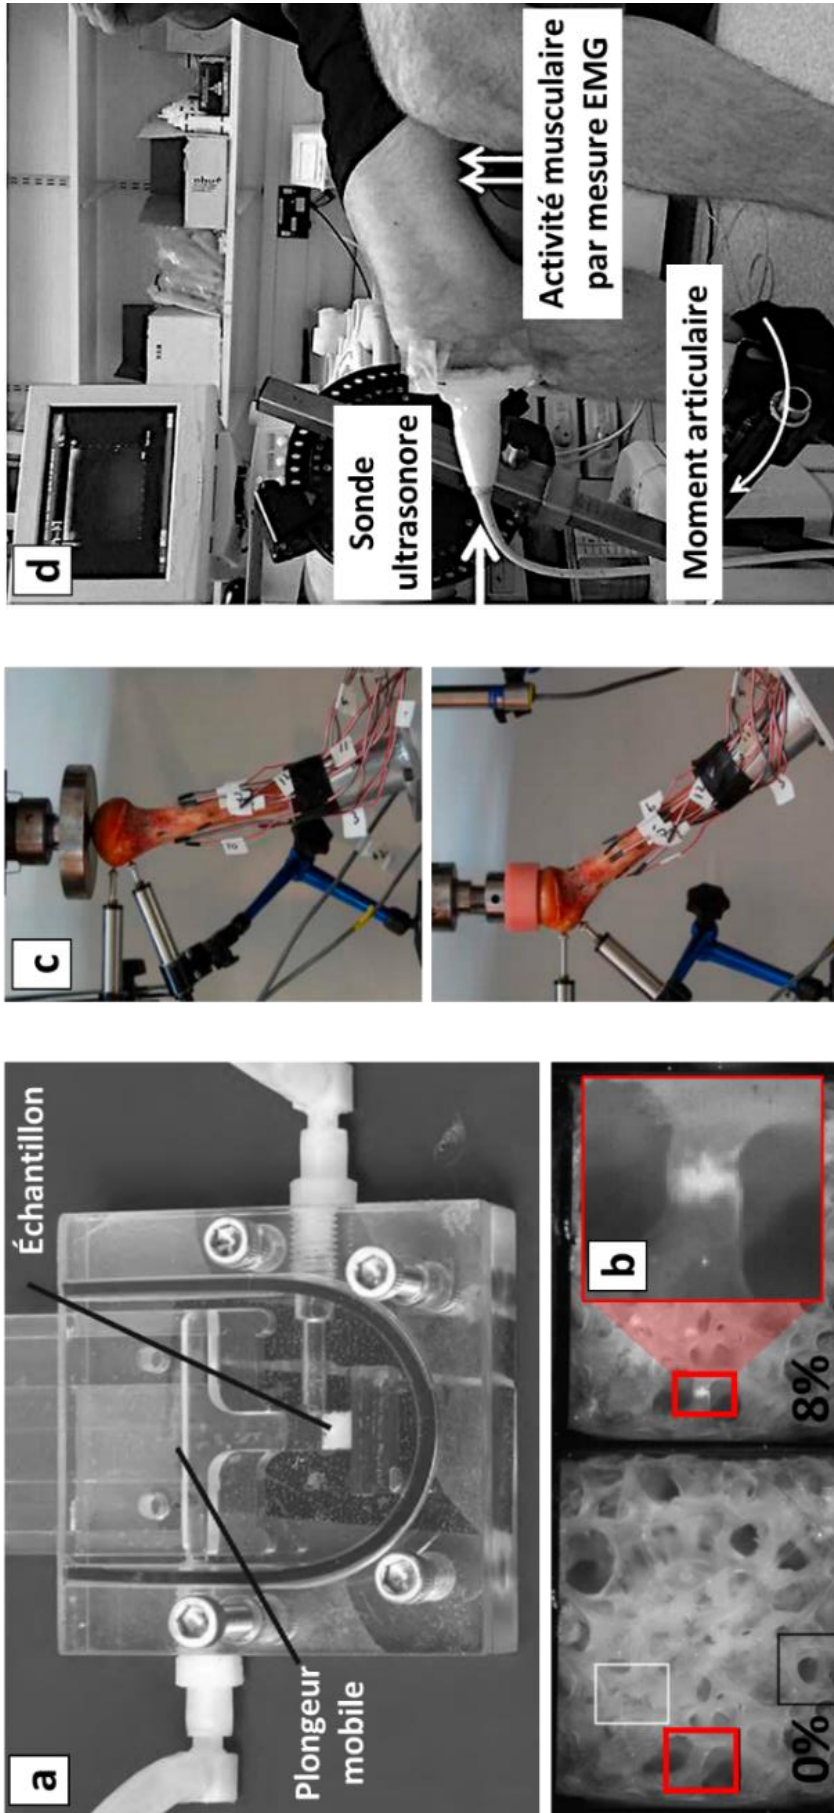 a
Échantillon
Plongeur
mobile
b
0%
8%
c
d
Sonde
ultrasonore
Activité musculaire
par mesure EMG
Moment articulaire